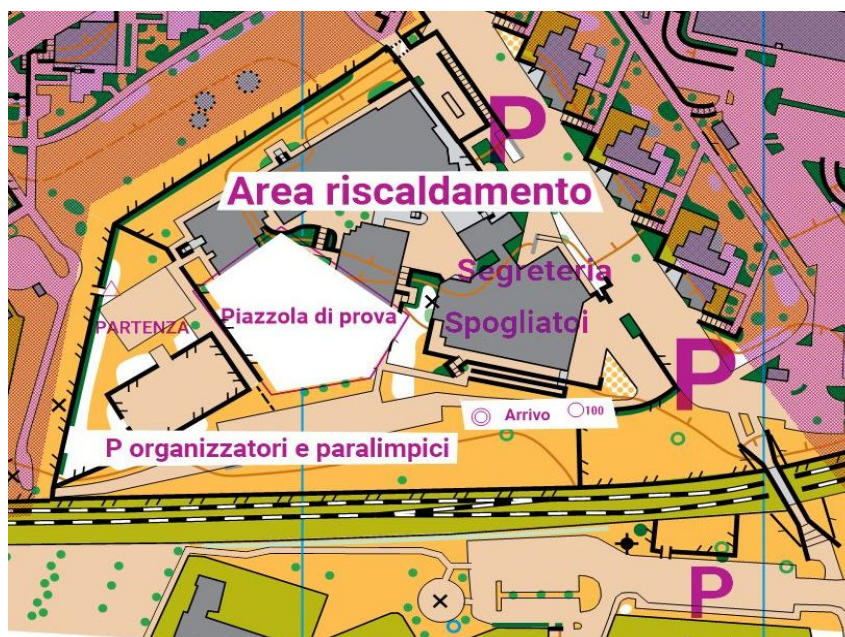 P
Area riscaldamento
Segreteria
Piazzola di prova
Spogliatoi
PARTENZA
P
Arrivo 100
P organizzatori e paralimpici
P